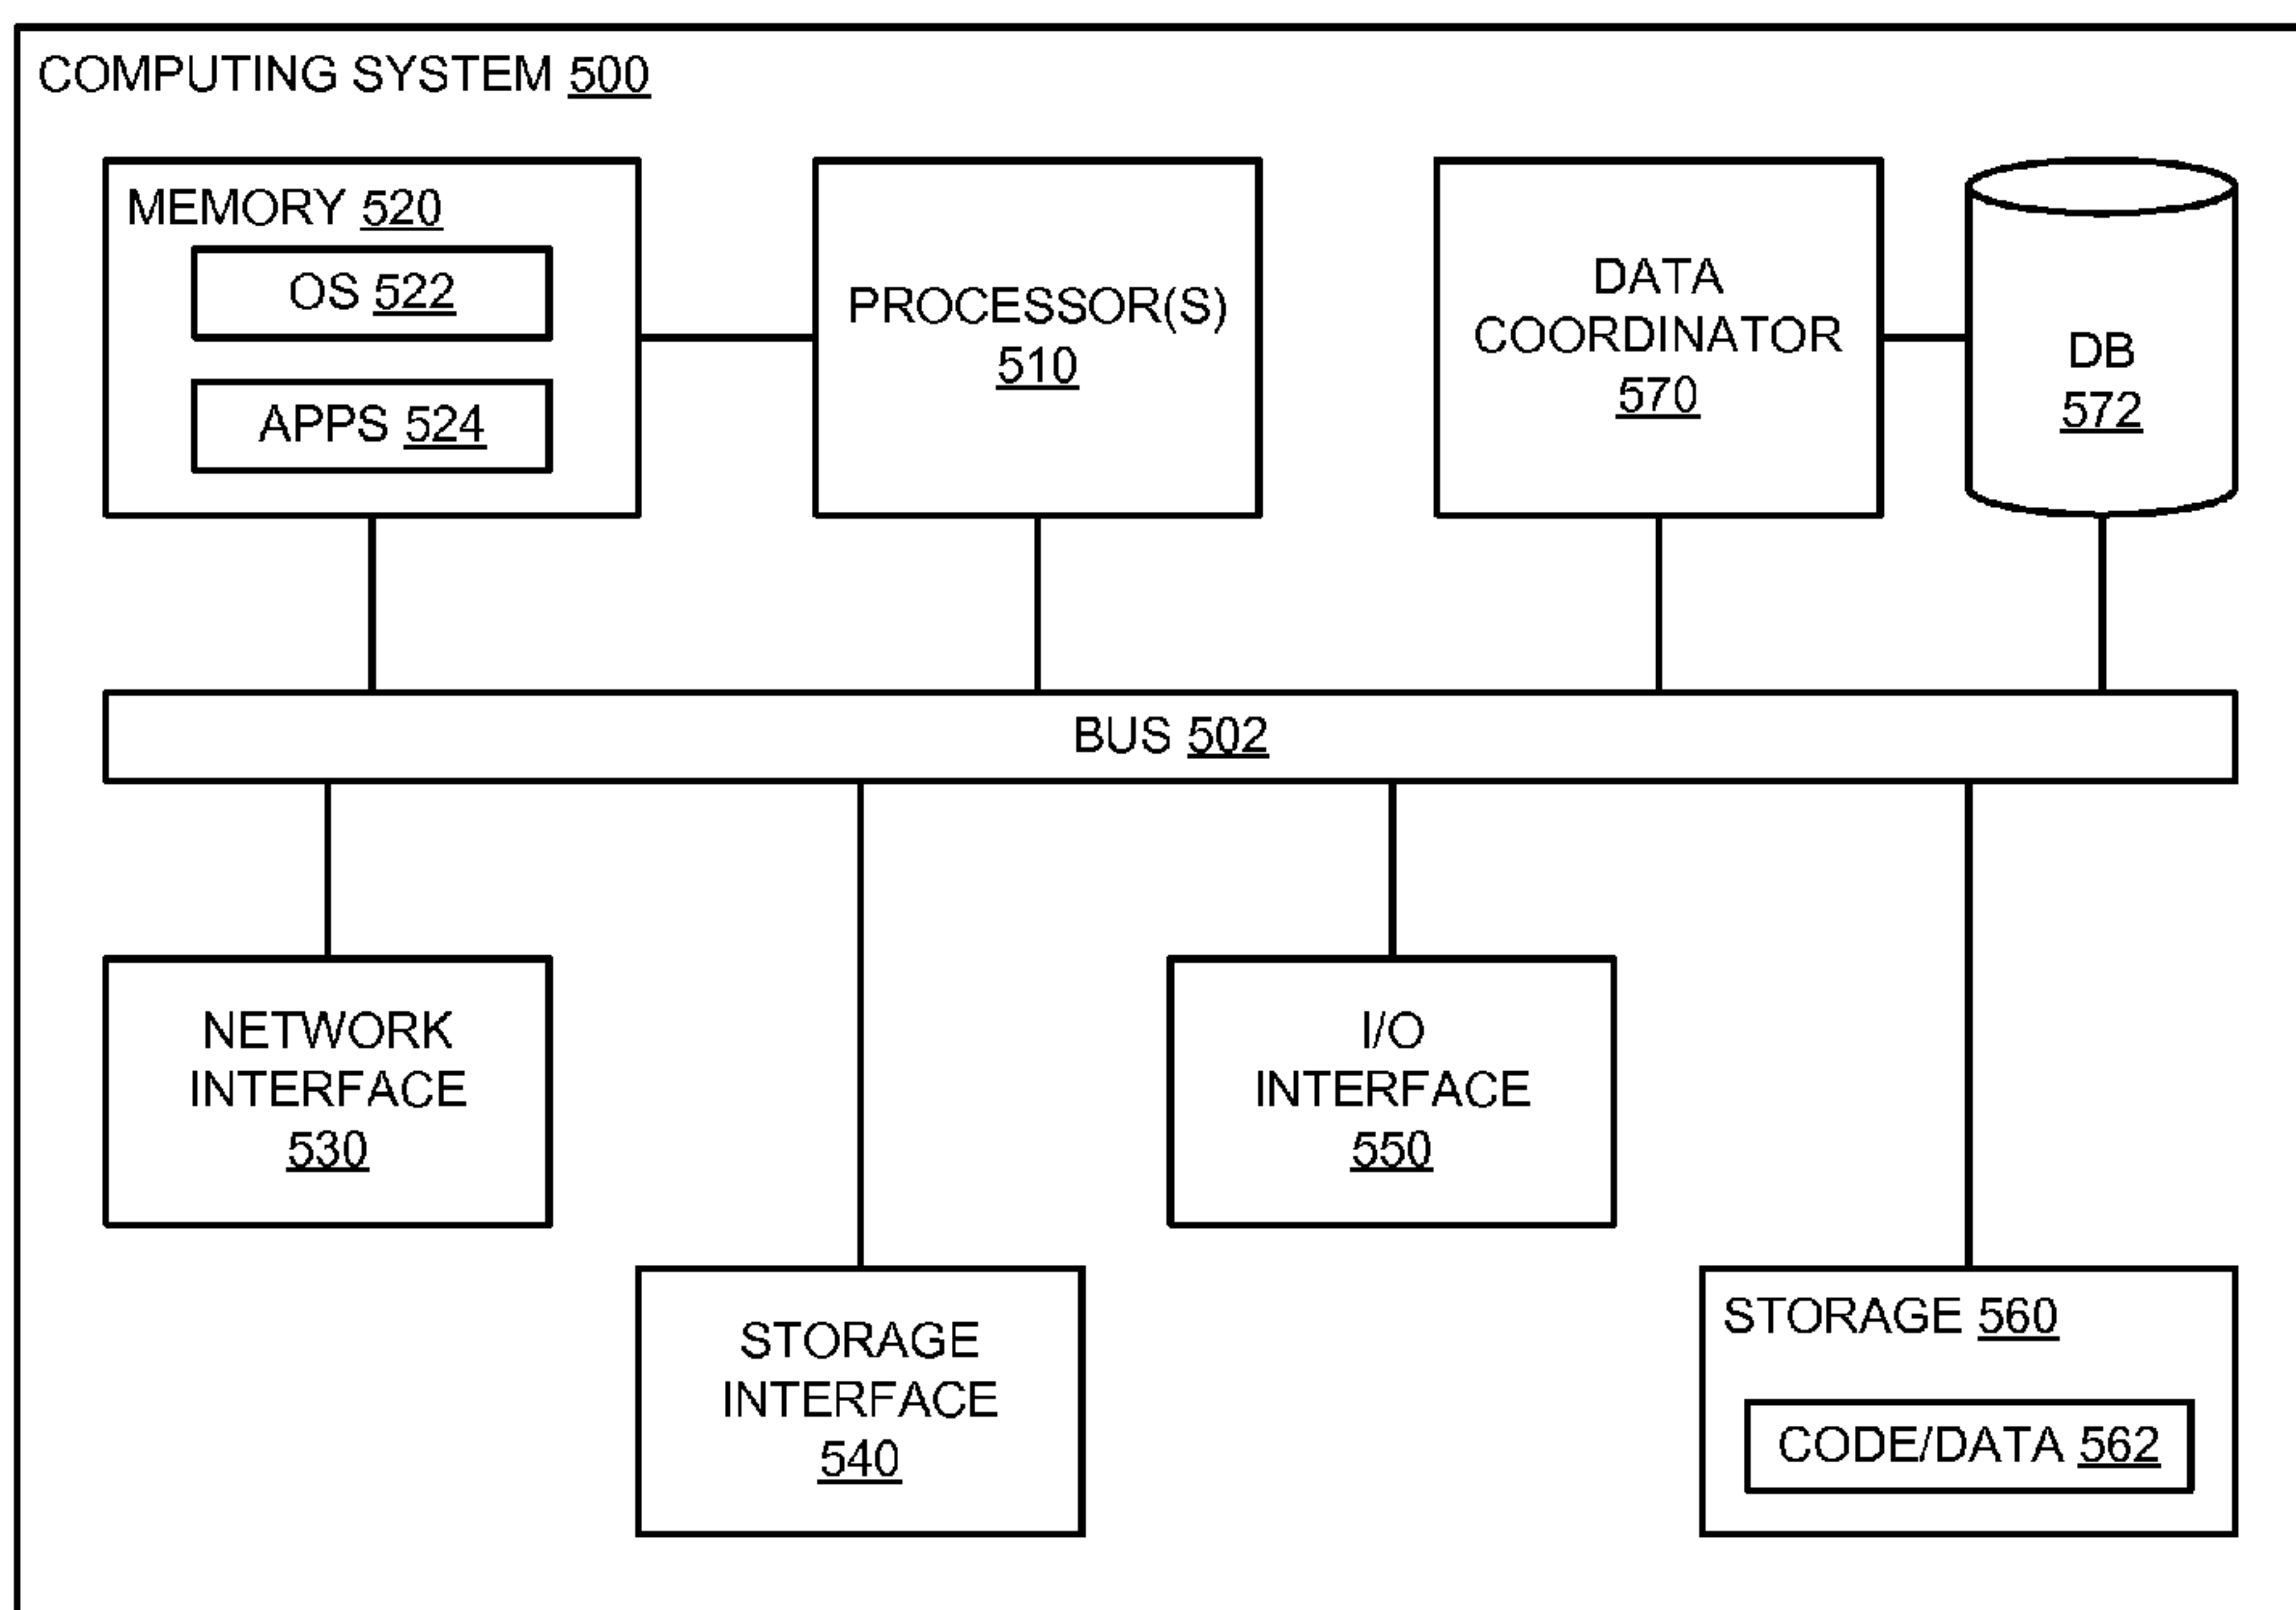 COMPUTING SYSTEM 500
MEMORY 520
OS 522
APPS 524
PROCESSOR(S)
510
DATA
COORDINATOR
570
DB
572
BUS 502
NETWORK
INTERFACE
530
I/O
INTERFACE
550
STORAGE
INTERFACE
540
STORAGE 560
CODE/DATA 562